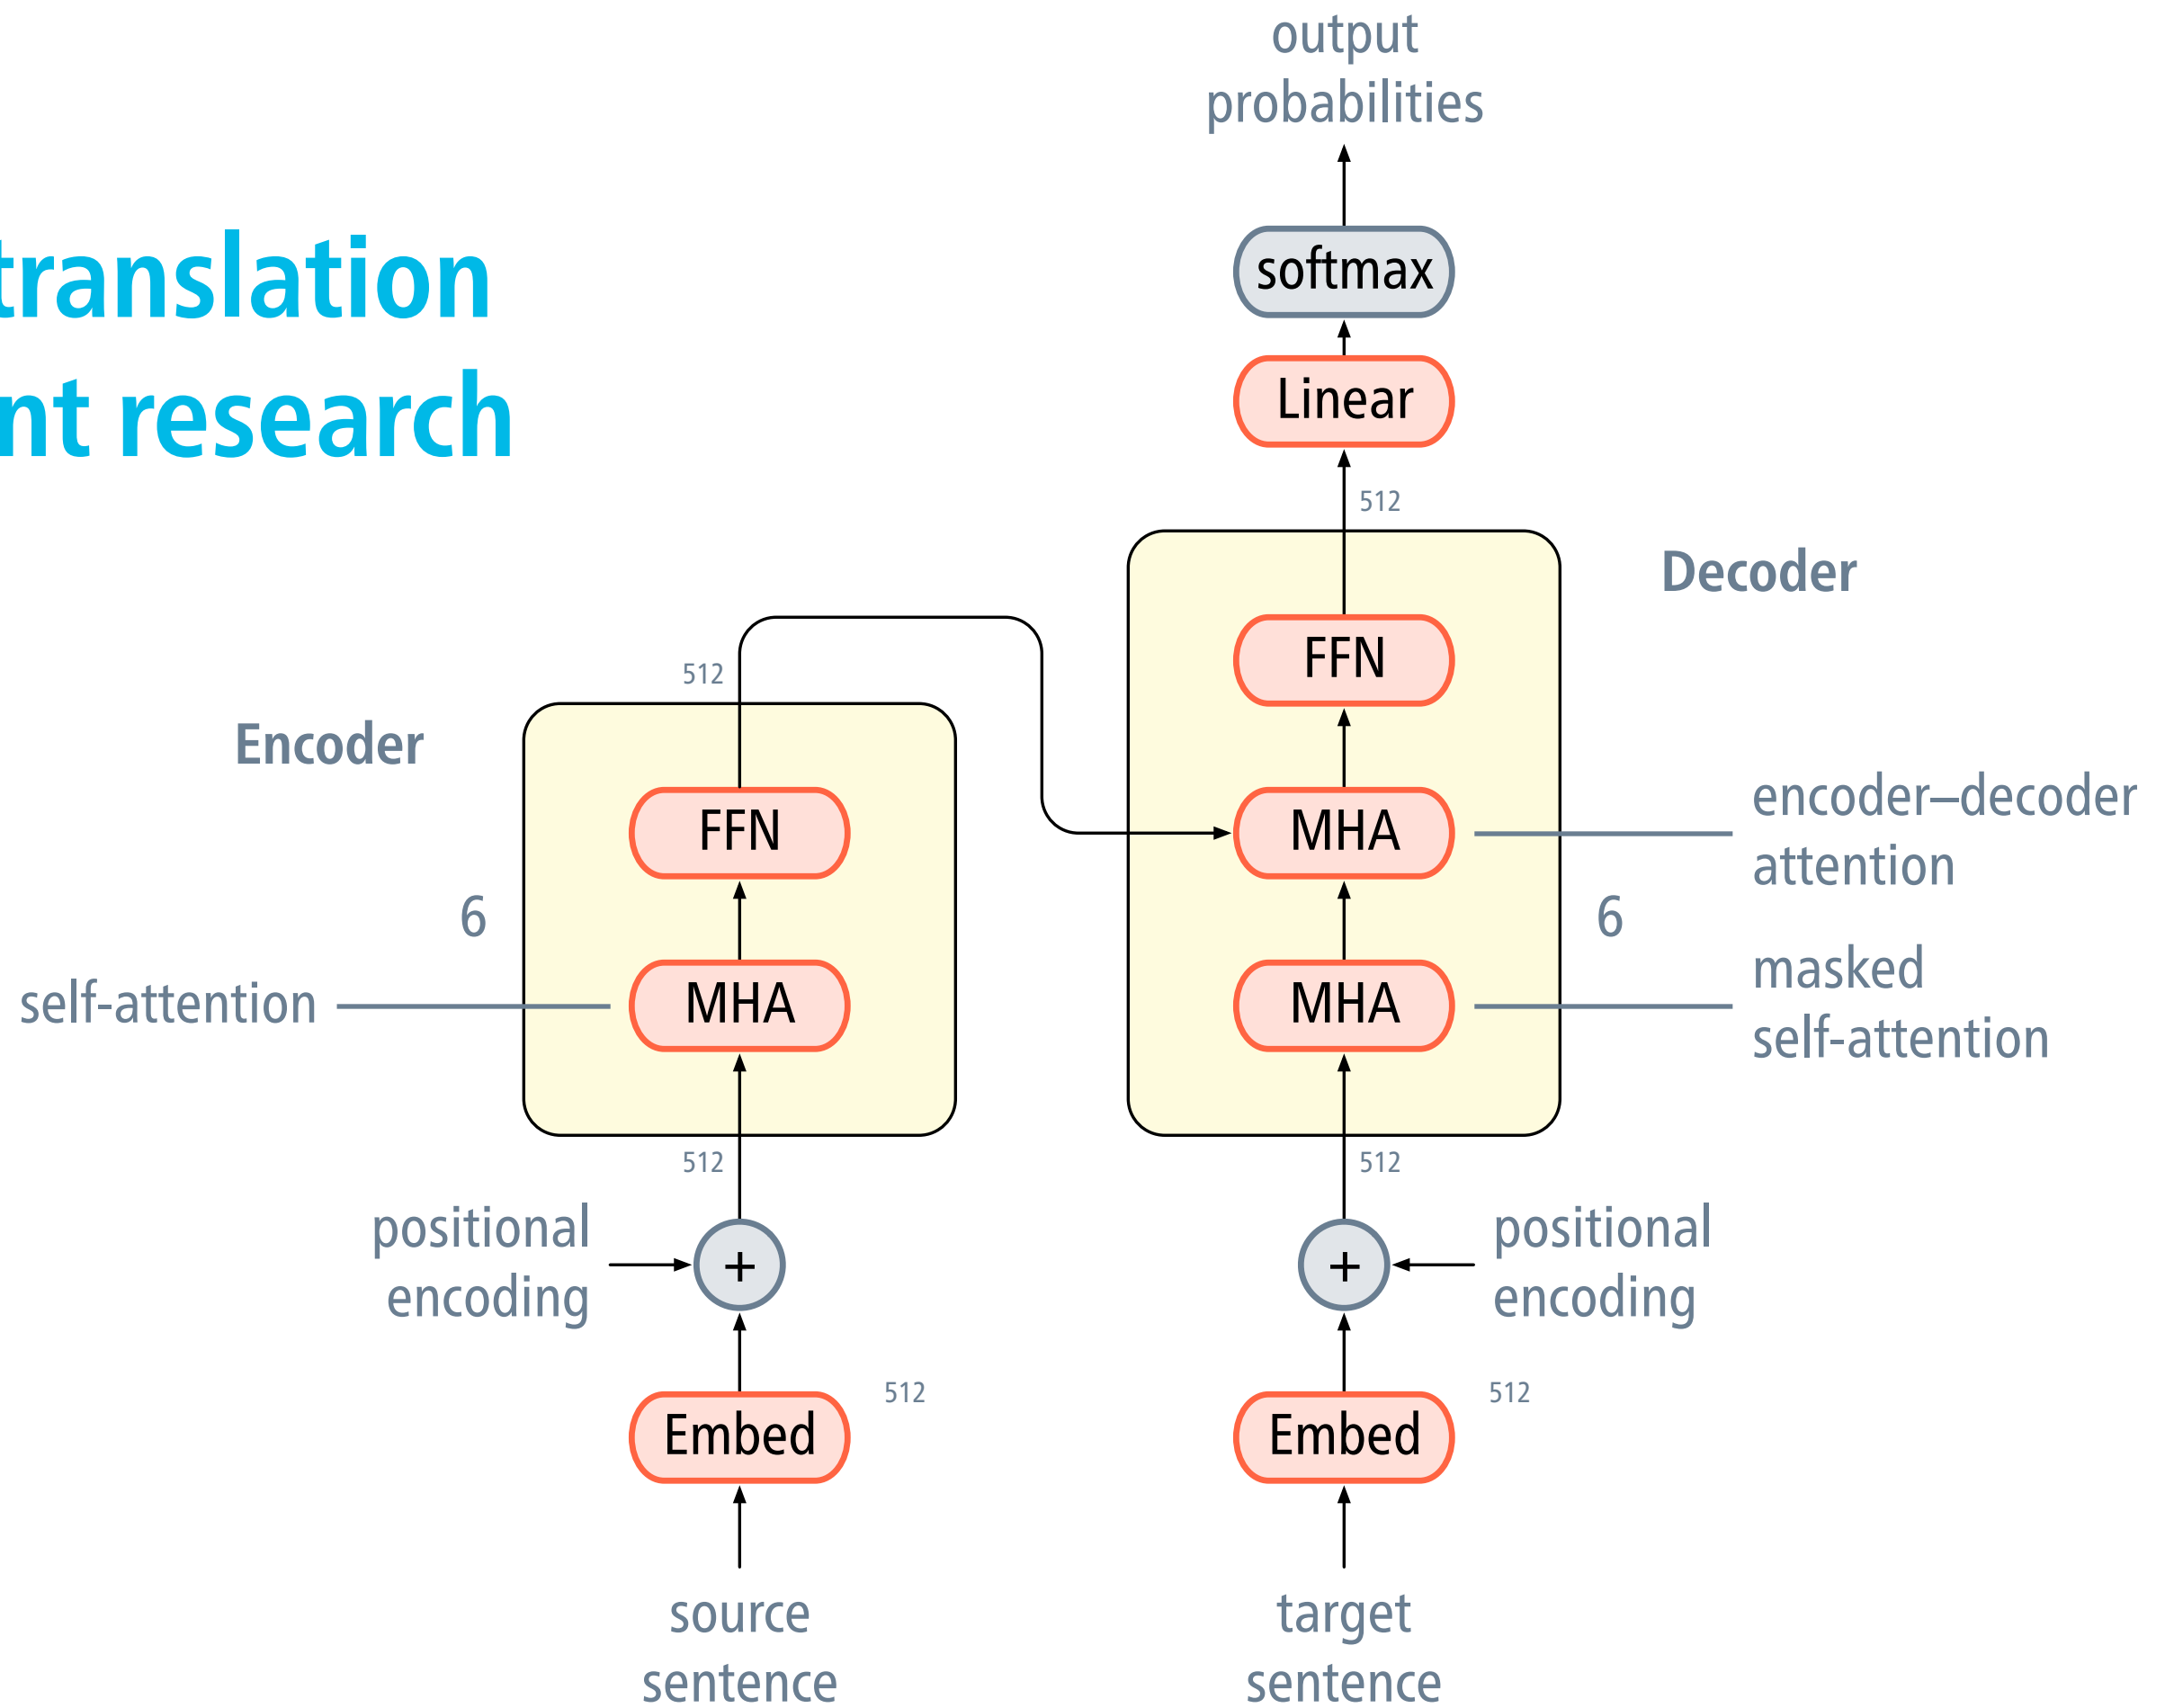 output
probabilities
translation
research
softmax
Linear
512
Decoder
FFN
512
Encoder
FFN
MHA
encoder–decoder
attention
6
6
self-attention
MHA
MHA
masked
self-attention
512
512
positional
encoding
+
+
positional
encoding
512
512
Embed
Embed
source
sentence
target
sentence